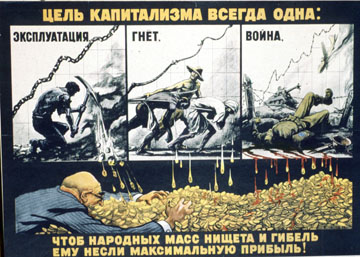 ЦЕЛЬ КАПИТАЛИЗМА ВСЕГДА ОДНА:
ЭКСПЛУАТАЦИЯ,
ГНЕТ,
ВОЙНА,
ЧТОБ НАРОДНЫХ МАСС НИЩЕТА И ГИБЕЛЬ
ЕМУ НЕСЛИ МАКСИМАЛЬНУЮ ПРИБЫЛЬ!